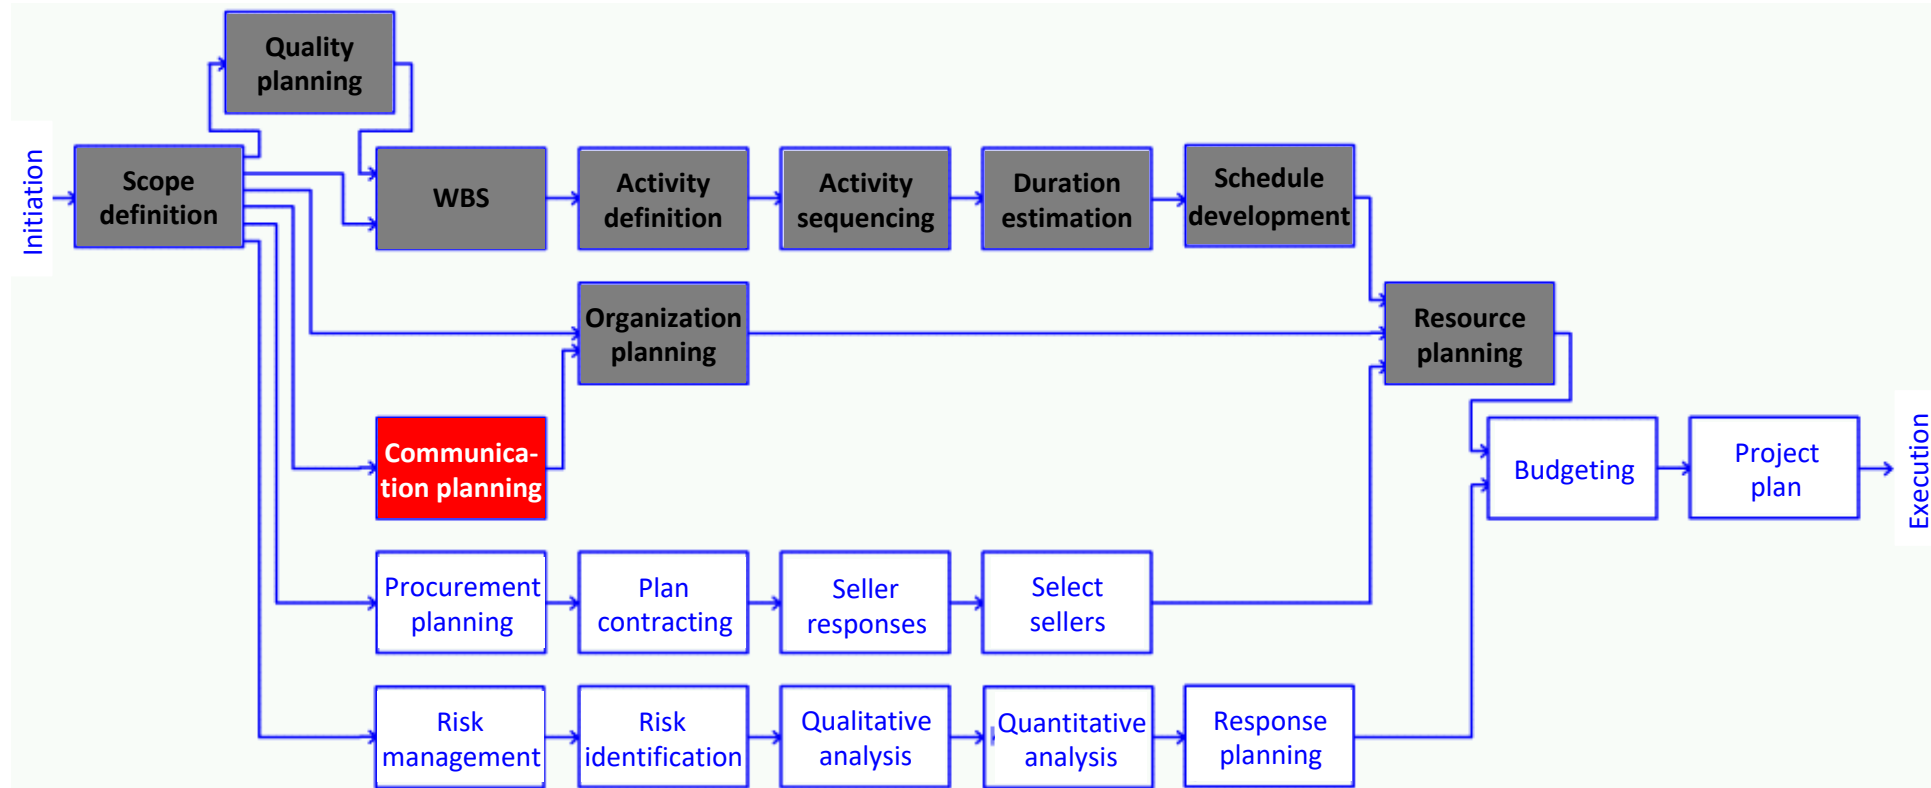 Quality
planning
Initiation
Scope
definition
WBS
Activity
definition
Activity
sequencing
Duration
estimation
Schedule
development
Organization
planning
Resource
planning
Communica-
tion planning
Budgeting
Project
plan
Execution
Procurement
planning
Plan
contracting
Seller
responses
Select
sellers
Risk
management
Risk
identification
Qualitative
analysis
Quantitative
analysis
Response
planning